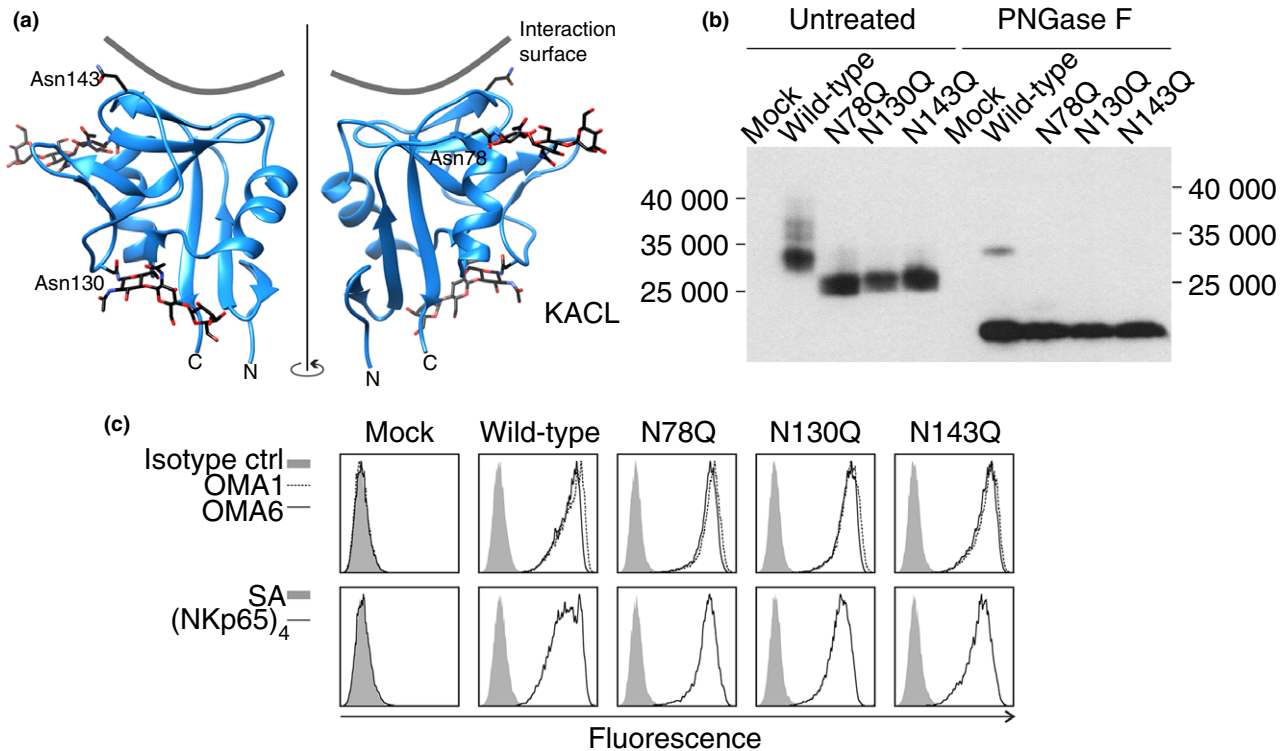 (a)
Interaction
surface
Asn143
Asn78
Asn130
KACL
C
N
N
C
(b)
Untreated
PNGase F
Mock
Wild-type
N78Q
N130Q
N143Q
Mock
Wild-type
N78Q
N130Q
N143Q
40 000
35 000
25 000
40 000
35 000
25 000
(c)
Mock
Wild-type
N78Q
N130Q
N143Q
Isotype ctrl
OMA1
OMA6
SA
(NKp65)4
Fluorescence